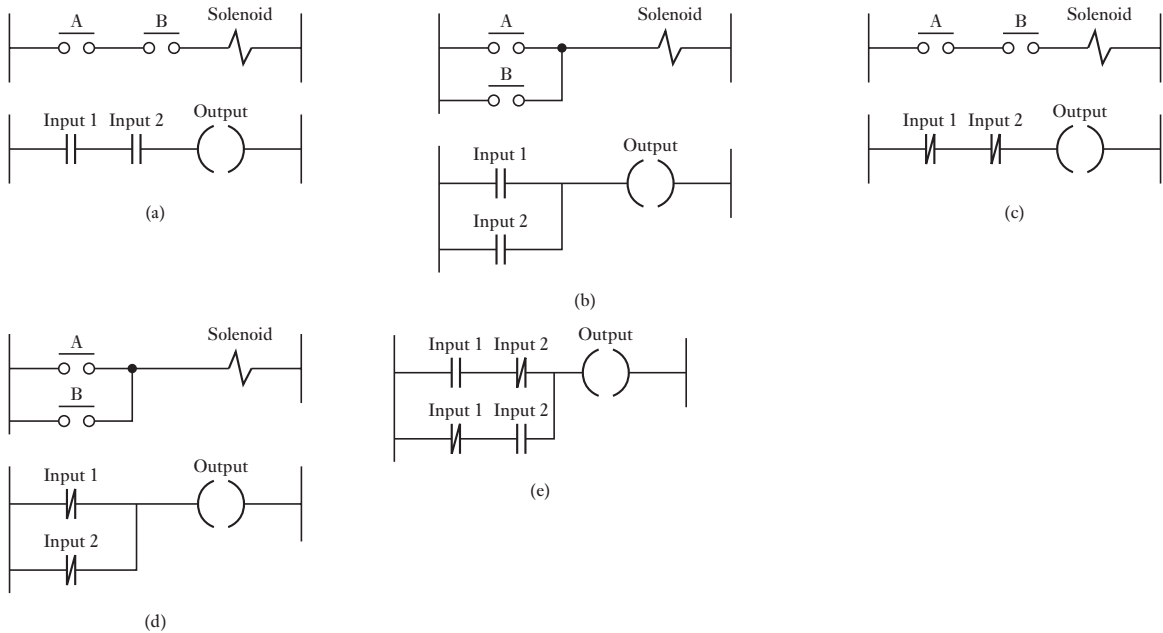 A B Solenoid
Input 1 Input 2 Output
(a)
A Solenoid
B
Input 1 Output
Input 2
(b)
A B Solenoid
Input 1 Input 2 Output
(c)
A Solenoid
B
Input 1 Output
Input 2
(d)
Input 1 Input 2 Output
Input 1 Input 2
(e)